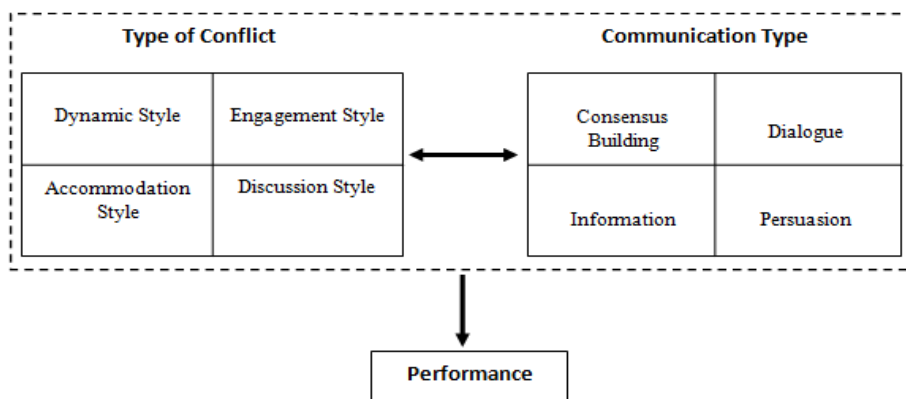 Type of Conflict
Communication Type
Dynamic Style
Engagement Style
Accommodation
Style
Discussion Style
Consensus
Building
Dialogue
Information
Persuasion
Performance